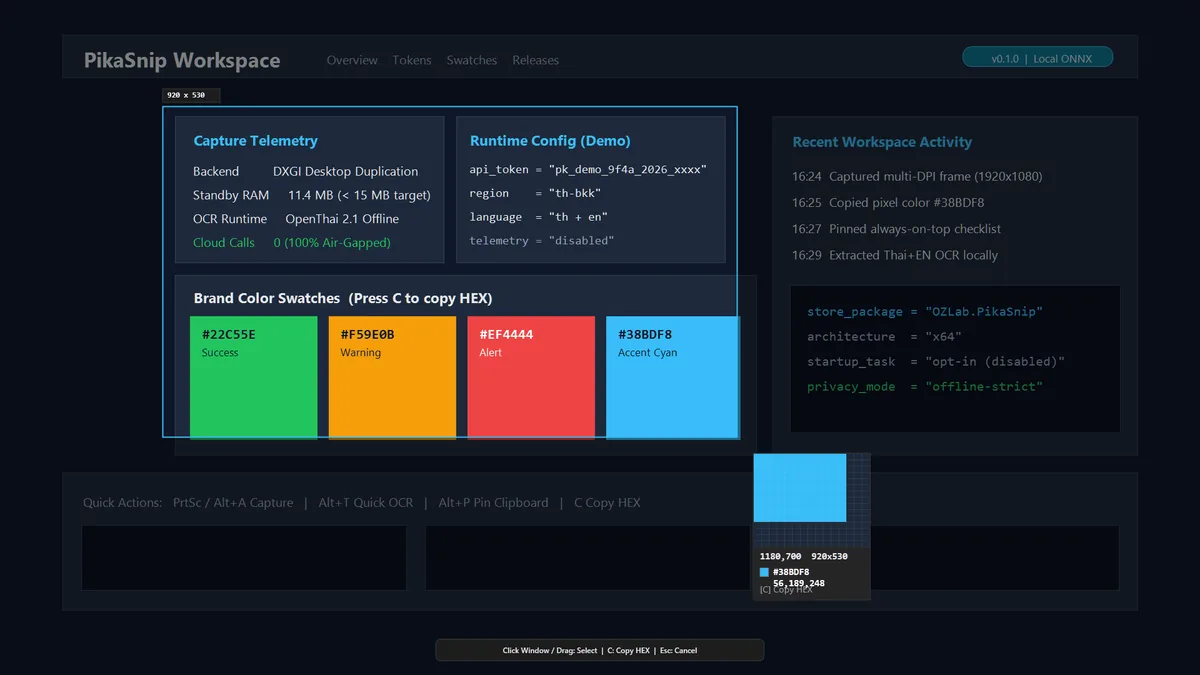 PikaSnip Workspace
Overview Tokens Swatches Releases
v0.1.0 | Local ONNX
920 x 530
Capture Telemetry
Backend DXGI Desktop Duplication
Standby RAM 11.4 MB (< 15 MB target)
OCR Runtime OpenThai 2.1 Offline
Cloud Calls 0 (100% Air-Gapped)
Runtime Config (Demo)
api_token = "pk_demo_9f4a_2026_xxxx"
region = "th-bkk"
language = "th + en"
telemetry = "disabled"
Recent Workspace Activity
16:24 Captured multi-DPI frame (1920x1080)
16:25 Copied pixel color #38BDF8
16:27 Pinned always-on-top checklist
16:29 Extracted Thai+EN OCR locally
store_package = "OZLab.PikaSnip"
architecture = "x64"
startup_task = "opt-in (disabled)"
privacy_mode = "offline-strict"
Brand Color Swatches (Press C to copy HEX)
#22C55E
Success
#F59E0B
Warning
#EF4444
Alert
#38BDF8
Accent Cyan
Quick Actions: PrtSc / Alt+A Capture | Alt+T Quick OCR | Alt+P Pin Clipboard | C Copy HEX
1180,700 920x530
#38BDF8
56,189,248
[C] Copy HEX
Click Window / Drag: Select | C: Copy HEX | Esc: Cancel